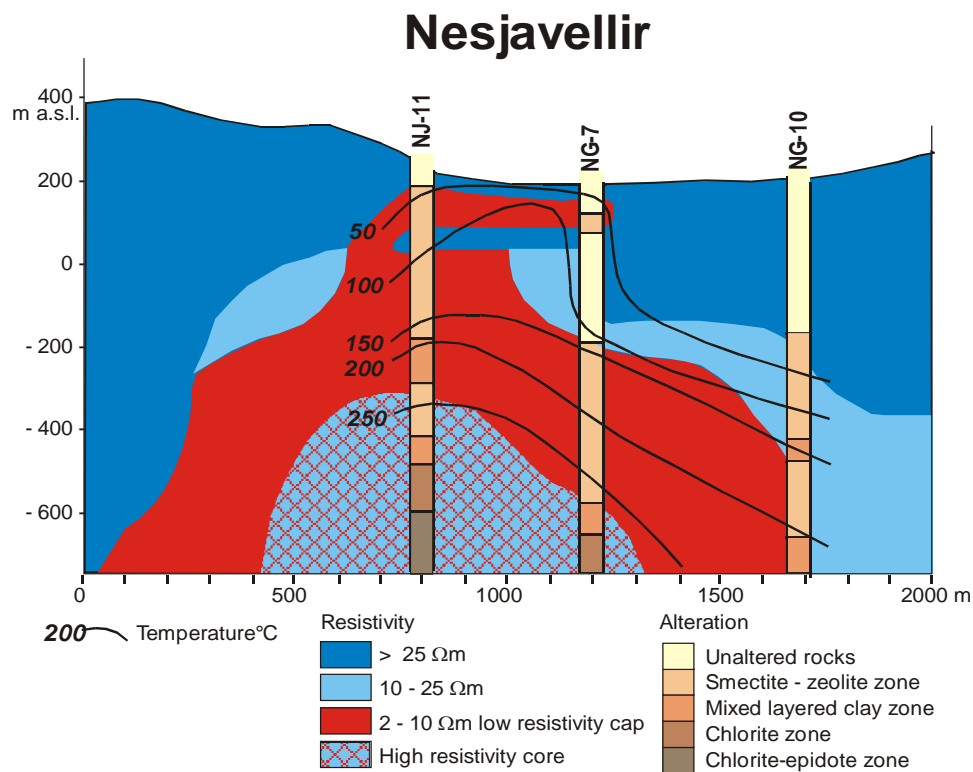 Nesjavellir
400
m a.s.l.
200
0
- 200
- 400
- 600
NJ-11
NG-7
NG-10
50
100
150
200
250
0
500
1000
1500
2000 m
200 Temperature°C
Resistivity
> 25 Ωm
10 - 25 Ωm
2 - 10 Ωm low resistivity cap
High resistivity core
Alteration
Unaltered rocks
Smectite - zeolite zone
Mixed layered clay zone
Chlorite zone
Chlorite-epidote zone